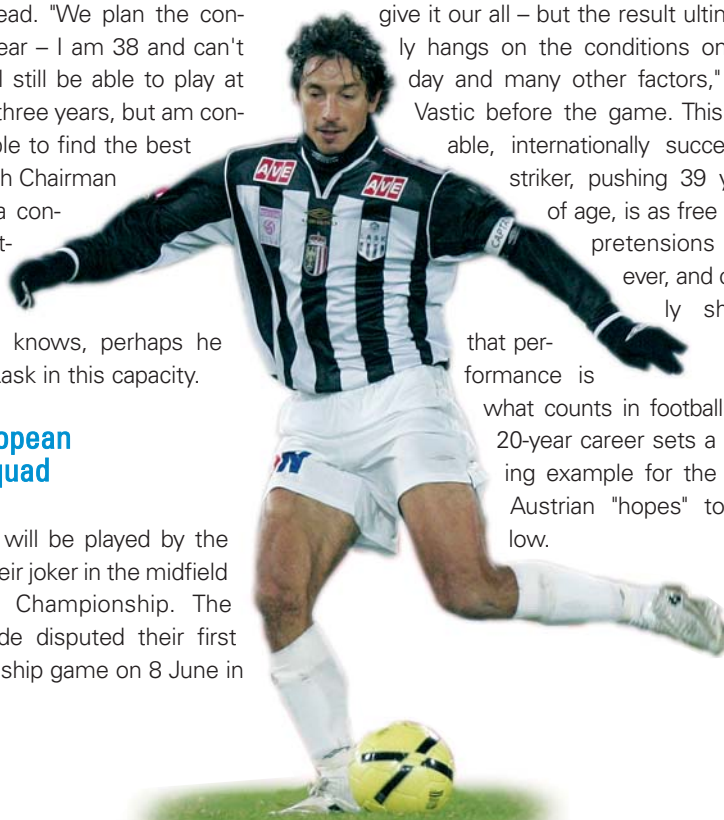 ead. "We plan the con-
ear – I am 38 and can't
l still be able to play at
three years, but am con-
ole to find the best
h Chairman
a con-
t-
knows, perhaps he
ask in this capacity.
opean
quad
will be played by the
eir joker in the midfield
Championship. The
de disputed their first
ship game on 8 June in
give it our all – but the result ultin
ly hangs on the conditions on
day and many other factors,"
Vastic before the game. This
able, internationally succe
striker, pushing 39 y
of age, is as free
pretensions
ever, and c
ly sh
that per-
formance is
what counts in football
20-year career sets a
ing example for the
Austrian "hopes" to
low.
AVE
AVE
CAPTA